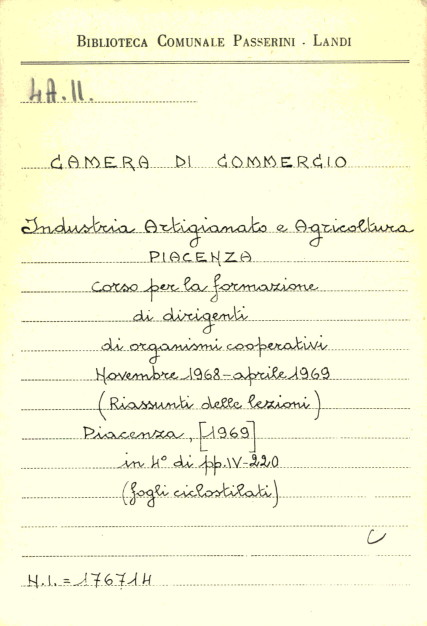 BIBLIOTECA COMUNALE PASSERINI - LANDI
4A.II.
CAMERA DI COMMERCIO
Industria Artigianato e Agricoltura
PIACENZA
corso per la formazione
di dirigenti
di organismi cooperativi
Novembre 1968-aprile 1969
(Riassunti delle lezioni)
Piacenza, [1969]
in 4° di pp. IV-220
(fogli ciclostilati)
C
N.I. = 176714